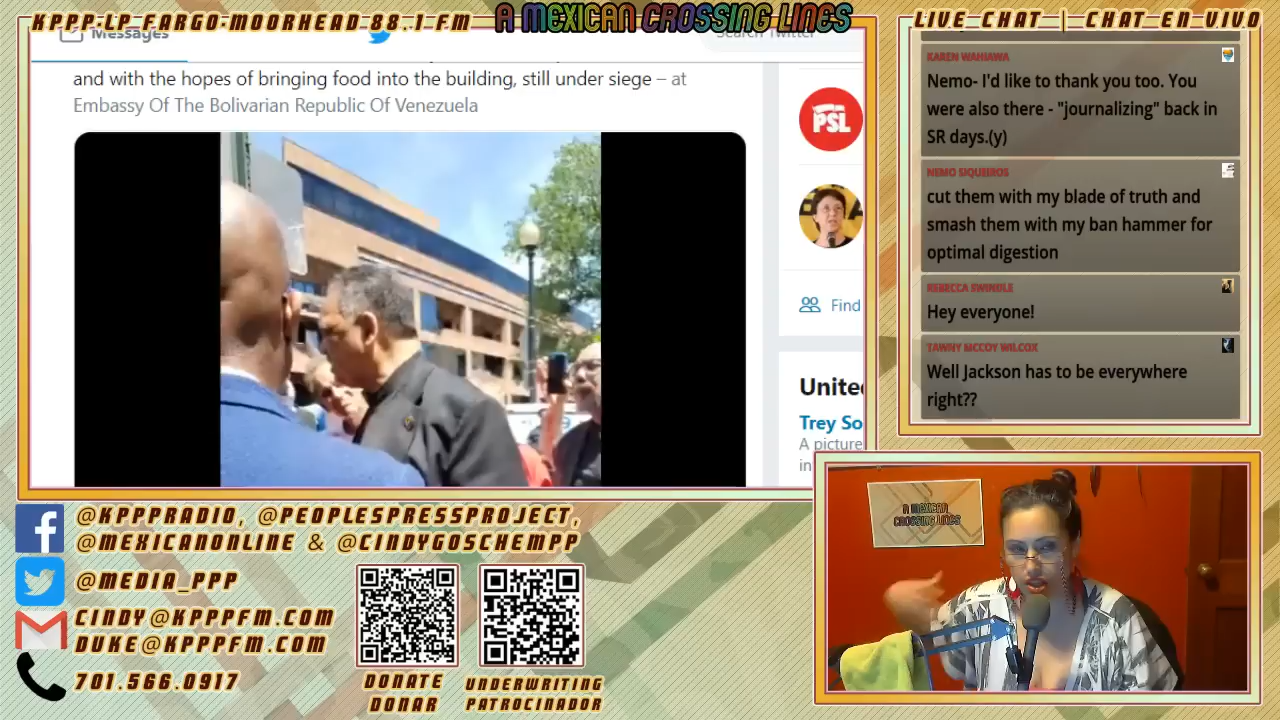 KPPP-LP FARGO-MOORHEAD 88.1 FM
A MEXICAN CROSSING LINES
LIVE CHAT | CHAT EN VIVO
Messages
Search Twitter
and with the hopes of bringing food into the building, still under siege – at
Embassy Of The Bolivarian Republic Of Venezuela
PSL
Find
United
Trey So
A picture
in
KAREN WAHIAWA
Nemo- I'd like to thank you too. You
were also there - "journalizing" back in
SR days.(y)
NEMO SIQUEIROS
cut them with my blade of truth and
smash them with my ban hammer for
optimal digestion
REBECCA SWINDLE
Hey everyone!
TAWNY MCCOY WILCOX
Well Jackson has to be everywhere
right??
A MEXICAN
CROSSING LINES
@KPPPRADIO, @PEOPLESPRESSPROJECT,
@MEXICANONLINE & @CINDYGOSCHEMPP
@MEDIA_PPP
CINDY@KPPPFM.COM
DUKE@KPPPFM.COM
701.566.0917
DONATE
DONAR
UNDERWRITING
PATROCINADOR